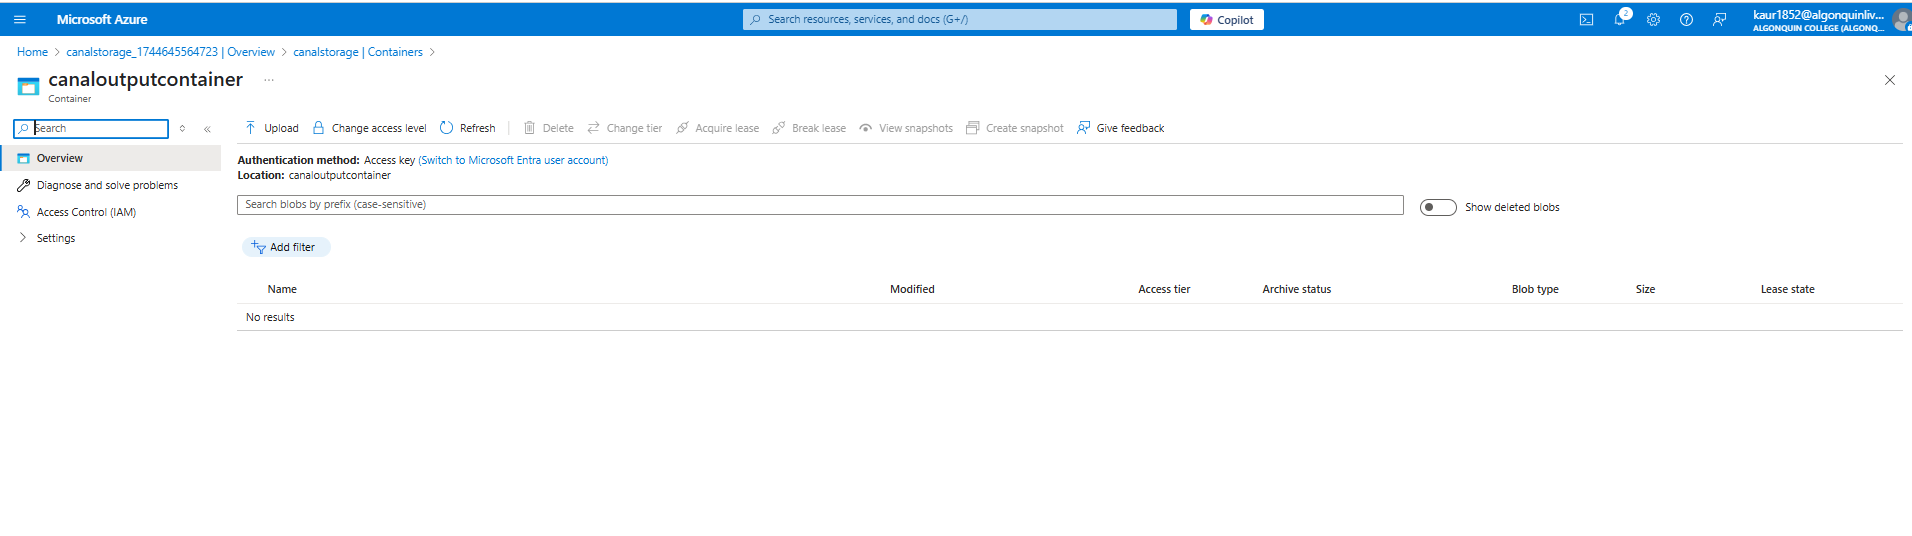 Microsoft Azure
Search resources, services, and docs (G+/)
Copilot
2
kaur1852@algonquinliv...
ALGONQUIN COLLEGE (ALGONQ...
Home > canalstorage_1744645564723 | Overview > canalstorage | Containers >
canaloutputcontainer ...
Container
Search
Upload Change access level Refresh Delete Change tier Acquire lease Break lease View snapshots Create snapshot Give feedback
Overview
Diagnose and solve problems
Access Control (IAM)
Settings
Authentication method: Access key (Switch to Microsoft Entra user account)
Location: canaloutputcontainer
Search blobs by prefix (case-sensitive)
Show deleted blobs
Add filter
Name Modified Access tier Archive status Blob type Size Lease state
No results